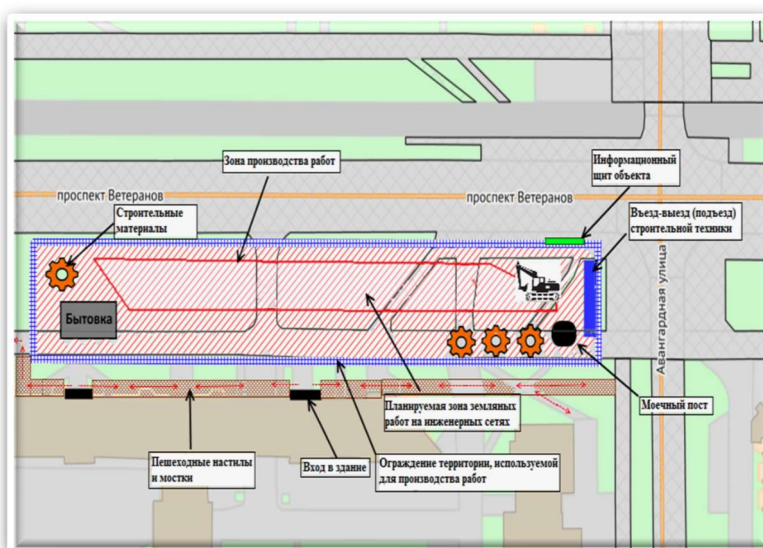 Зона производства работ
Информационный
щит объекта
проспект Ветеранов
проспект Ветеранов
Строительные
материалы
Въезд-выезд (подъезд)
строительной техники
Бытовка
Авангардная улица
Планируемая зона земляных
работ на инженерных сетях
Моечный пост
Пешеходные настилы
и мостки
Вход в здание
Ограждение территории, используемой
для производства работ